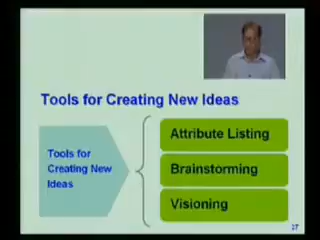 Tools for Creating New Ideas
Tools for
Creating New
Ideas
Attribute Listing
Brainstorming
Visioning
37